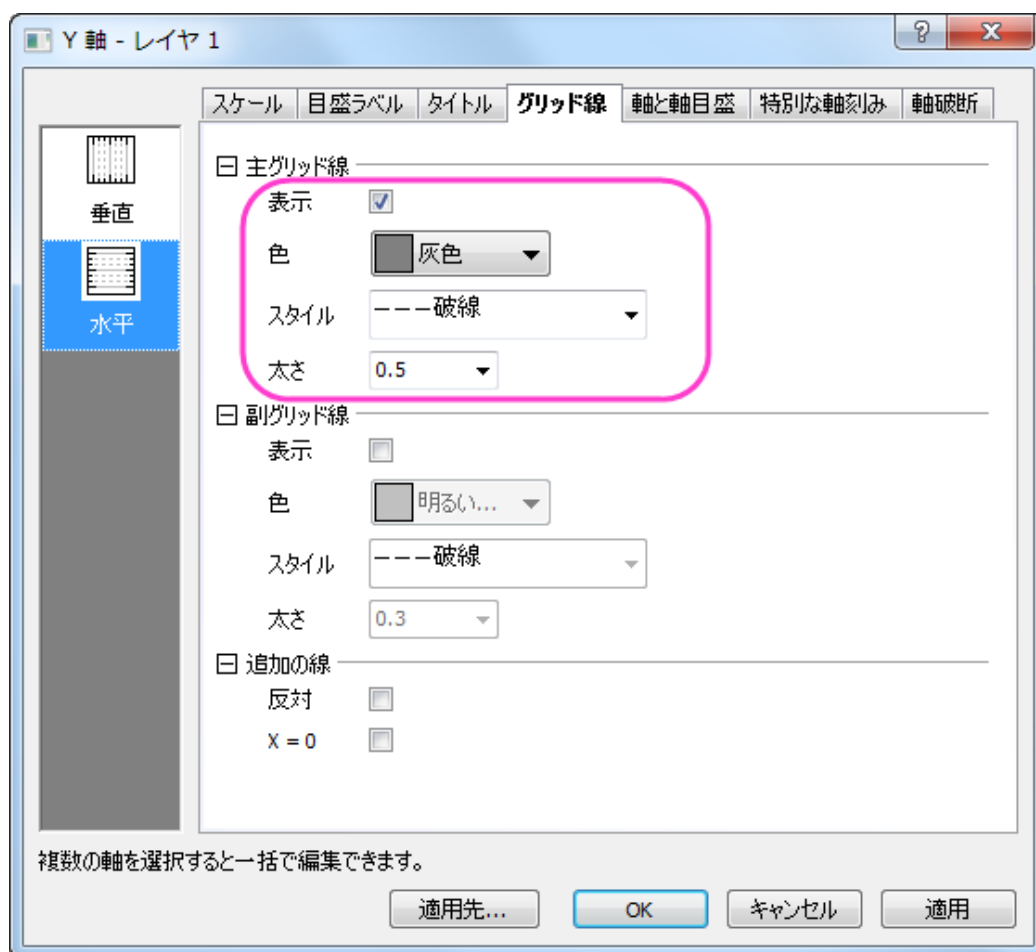 Y 軸 - レイヤ 1
スケール 目盛ラベル タイトル グリッド線 軸と軸目盛 特別な軸刻み 軸破断
垂直
水平
主グリッド線
表示
色 灰色
スタイル －－－破線
太さ 0.5
副グリッド線
表示
色 明るい...
スタイル －－－破線
太さ 0.3
追加の線
反対
X = 0
複数の軸を選択すると一括で編集できます。
適用先... OK キャンセル 適用